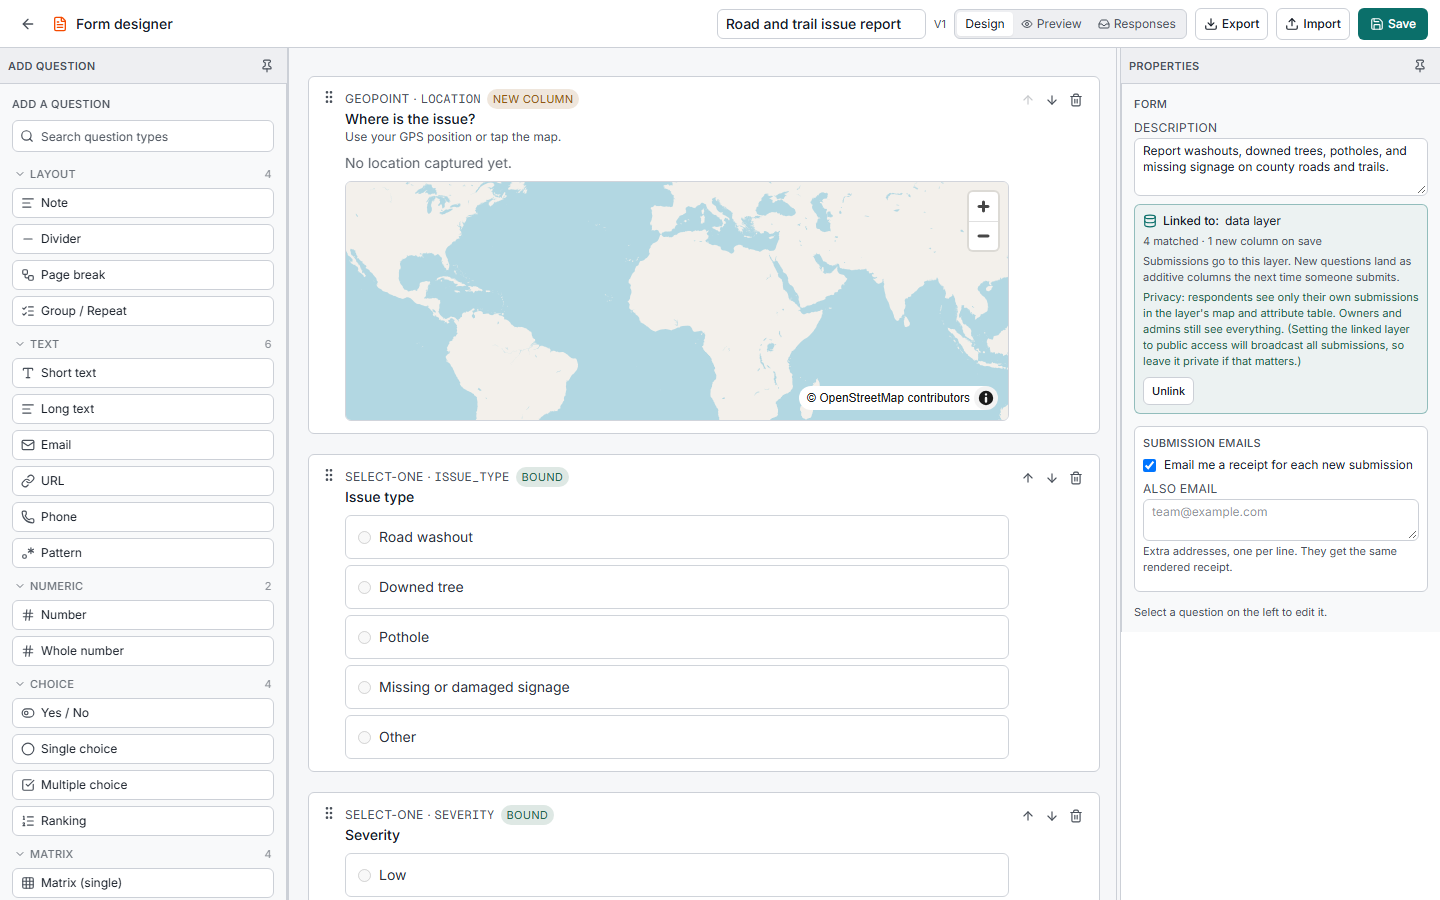 Form designer
Road and trail issue report
V1
Design
Preview
Responses
Export
Import
Save
ADD QUESTION
ADD A QUESTION
Search question types
LAYOUT 4
Note
Divider
Page break
Group / Repeat
TEXT 6
Short text
Long text
Email
URL
Phone
Pattern
NUMERIC 2
Number
Whole number
CHOICE 4
Yes / No
Single choice
Multiple choice
Ranking
MATRIX 4
Matrix (single)
GEOPOINT · LOCATION NEW COLUMN
Where is the issue?
Use your GPS position or tap the map.
No location captured yet.
© OpenStreetMap contributors
SELECT-ONE · ISSUE_TYPE BOUND
Issue type
Road washout
Downed tree
Pothole
Missing or damaged signage
Other
SELECT-ONE · SEVERITY BOUND
Severity
Low
PROPERTIES
FORM
DESCRIPTION
Report washouts, downed trees, potholes, and
missing signage on county roads and trails.
Linked to: data layer
4 matched · 1 new column on save
Submissions go to this layer. New questions land as
additive columns the next time someone submits.
Privacy: respondents see only their own submissions
in the layer's map and attribute table. Owners and
admins still see everything. (Setting the linked layer
to public access will broadcast all submissions, so
leave it private if that matters.)
Unlink
SUBMISSION EMAILS
Email me a receipt for each new submission
ALSO EMAIL
team@example.com
Extra addresses, one per line. They get the same
rendered receipt.
Select a question on the left to edit it.